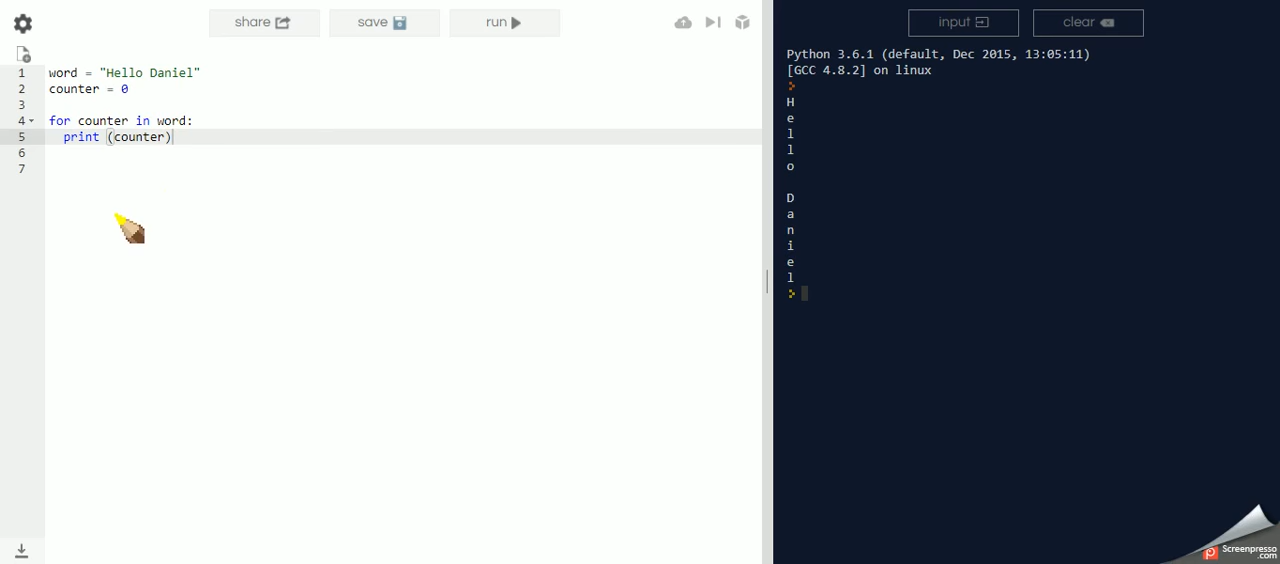 share save run
input clear
1 word = "Hello Daniel"
2 counter = 0
3
4 for counter in word:
5 print (counter)
6
7
Python 3.6.1 (default, Dec 2015, 13:05:11)
[GCC 4.8.2] on linux
H
e
l
l
o
D
a
n
i
e
l
Screenpresso
.com